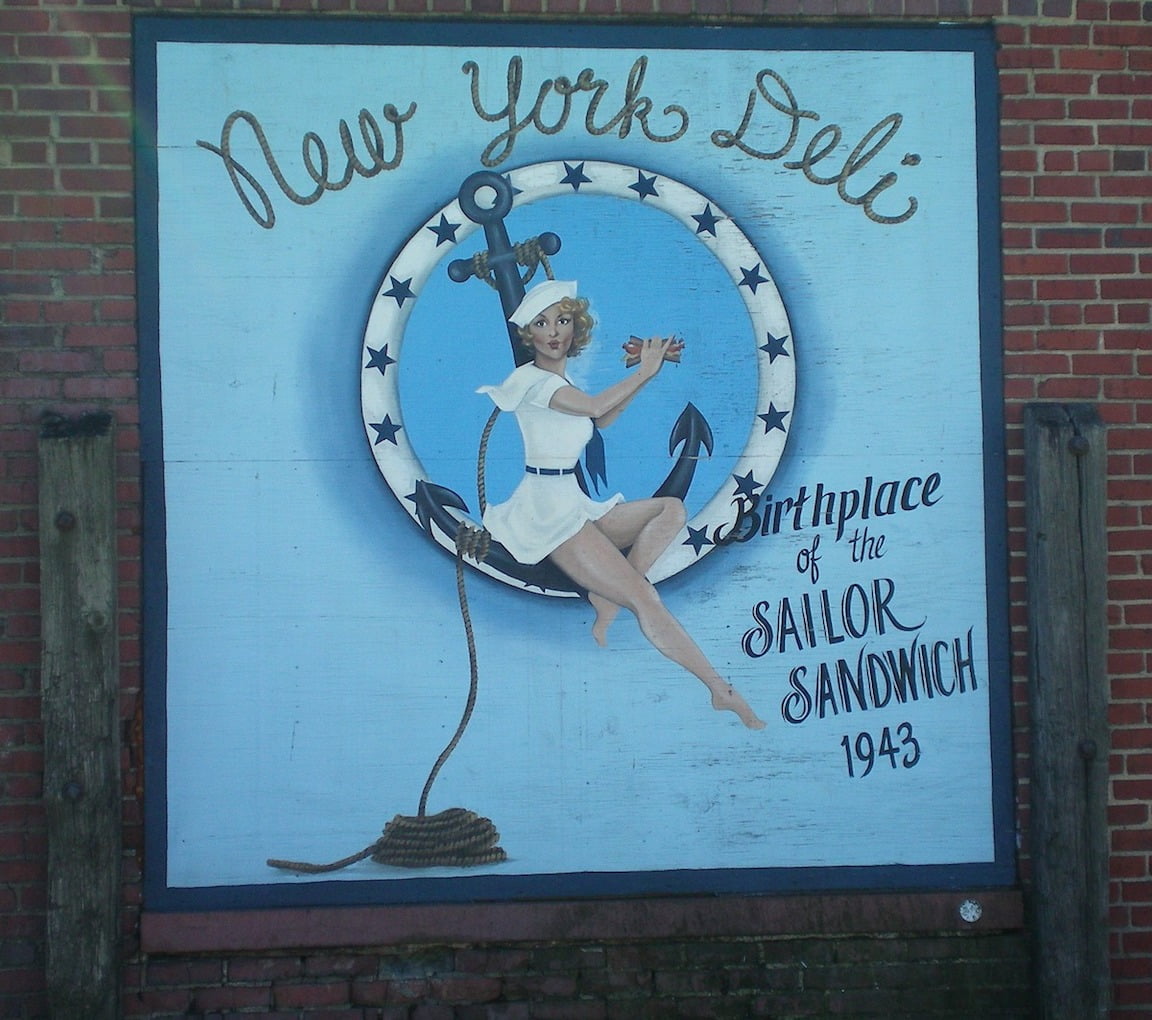 New York Deli
Birthplace
of the
SAILOR
SANDWICH
1943